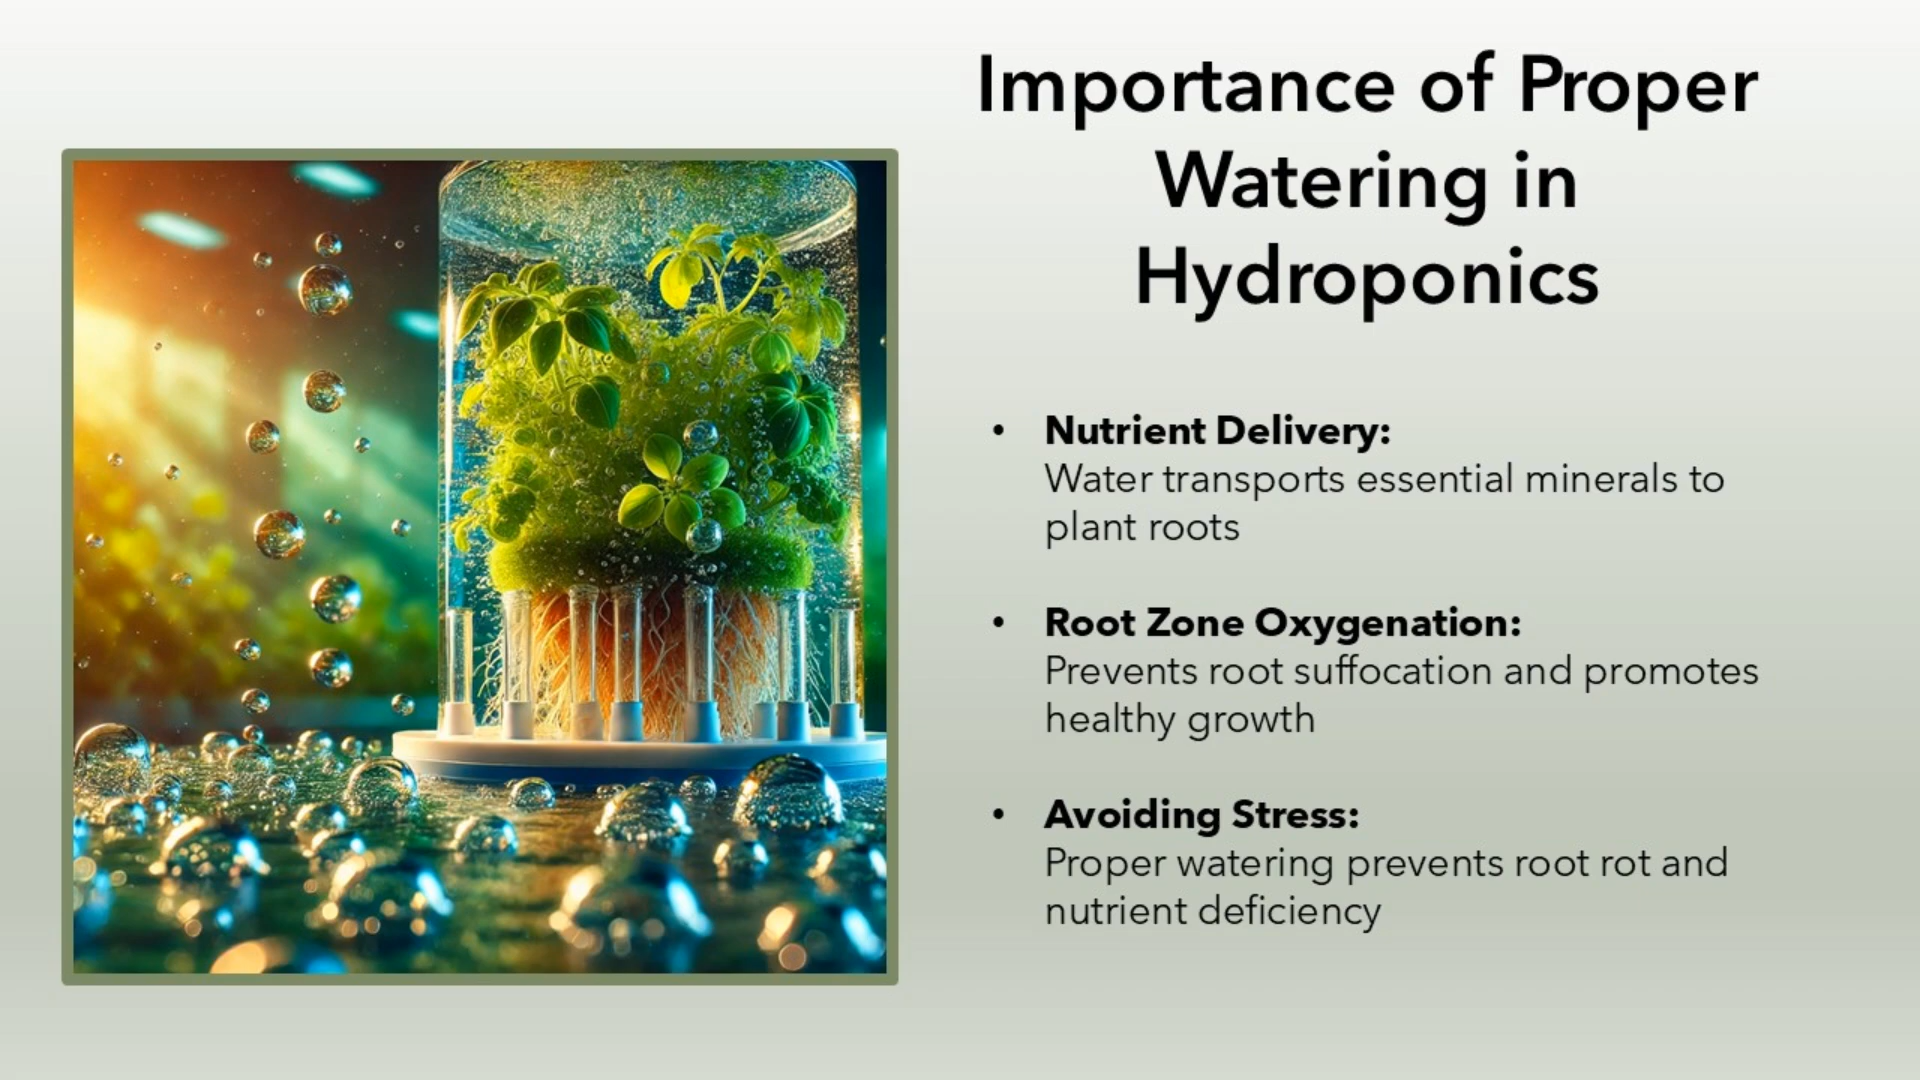 Importance of Proper
Watering in
Hydroponics
• Nutrient Delivery:
Water transports essential minerals to
plant roots
• Root Zone Oxygenation:
Prevents root suffocation and promotes
healthy growth
• Avoiding Stress:
Proper watering prevents root rot and
nutrient deficiency